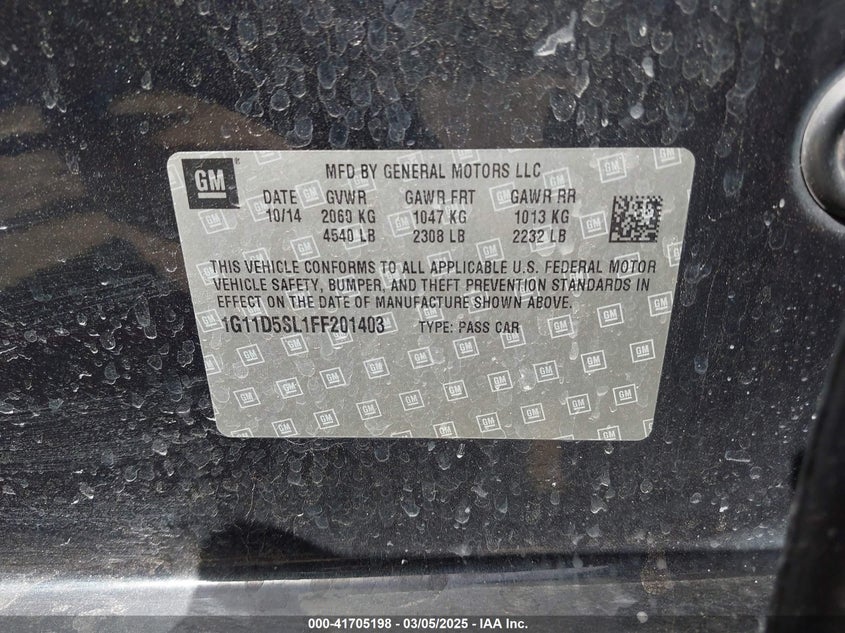 GM
MFD BY GENERAL MOTORS LLC
DATE GVWR GAWR FRT GAWR RR
10/14 2060 KG 1047 KG 1013 KG
4540 LB 2308 LB 2232 LB
THIS VEHICLE CONFORMS TO ALL APPLICABLE U.S. FEDERAL MOTOR
VEHICLE SAFETY, BUMPER, AND THEFT PREVENTION STANDARDS IN
EFFECT ON THE DATE OF MANUFACTURE SHOWN ABOVE.
1G11D5SL1FF201403 TYPE: PASS CAR
000-41705198 - 03/05/2025 - IAA Inc.